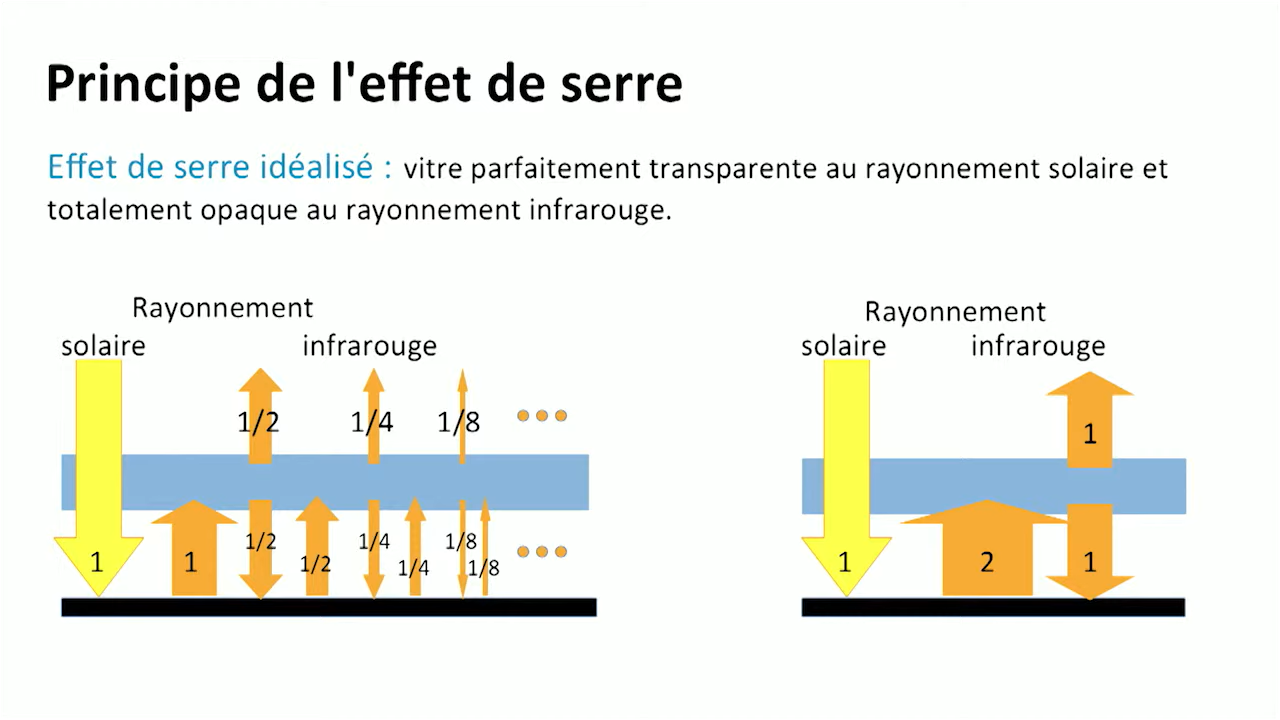 Principe de l'effet de serre
Effet de serre idéalisé : vitre parfaitement transparente au rayonnement solaire et
totalement opaque au rayonnement infrarouge.
Rayonnement
solaire infrarouge
1/2 1/4 1/8
1 1 1/2 1/2 1/4 1/4 1/8 1/8
Rayonnement
solaire infrarouge
1
1 2 1